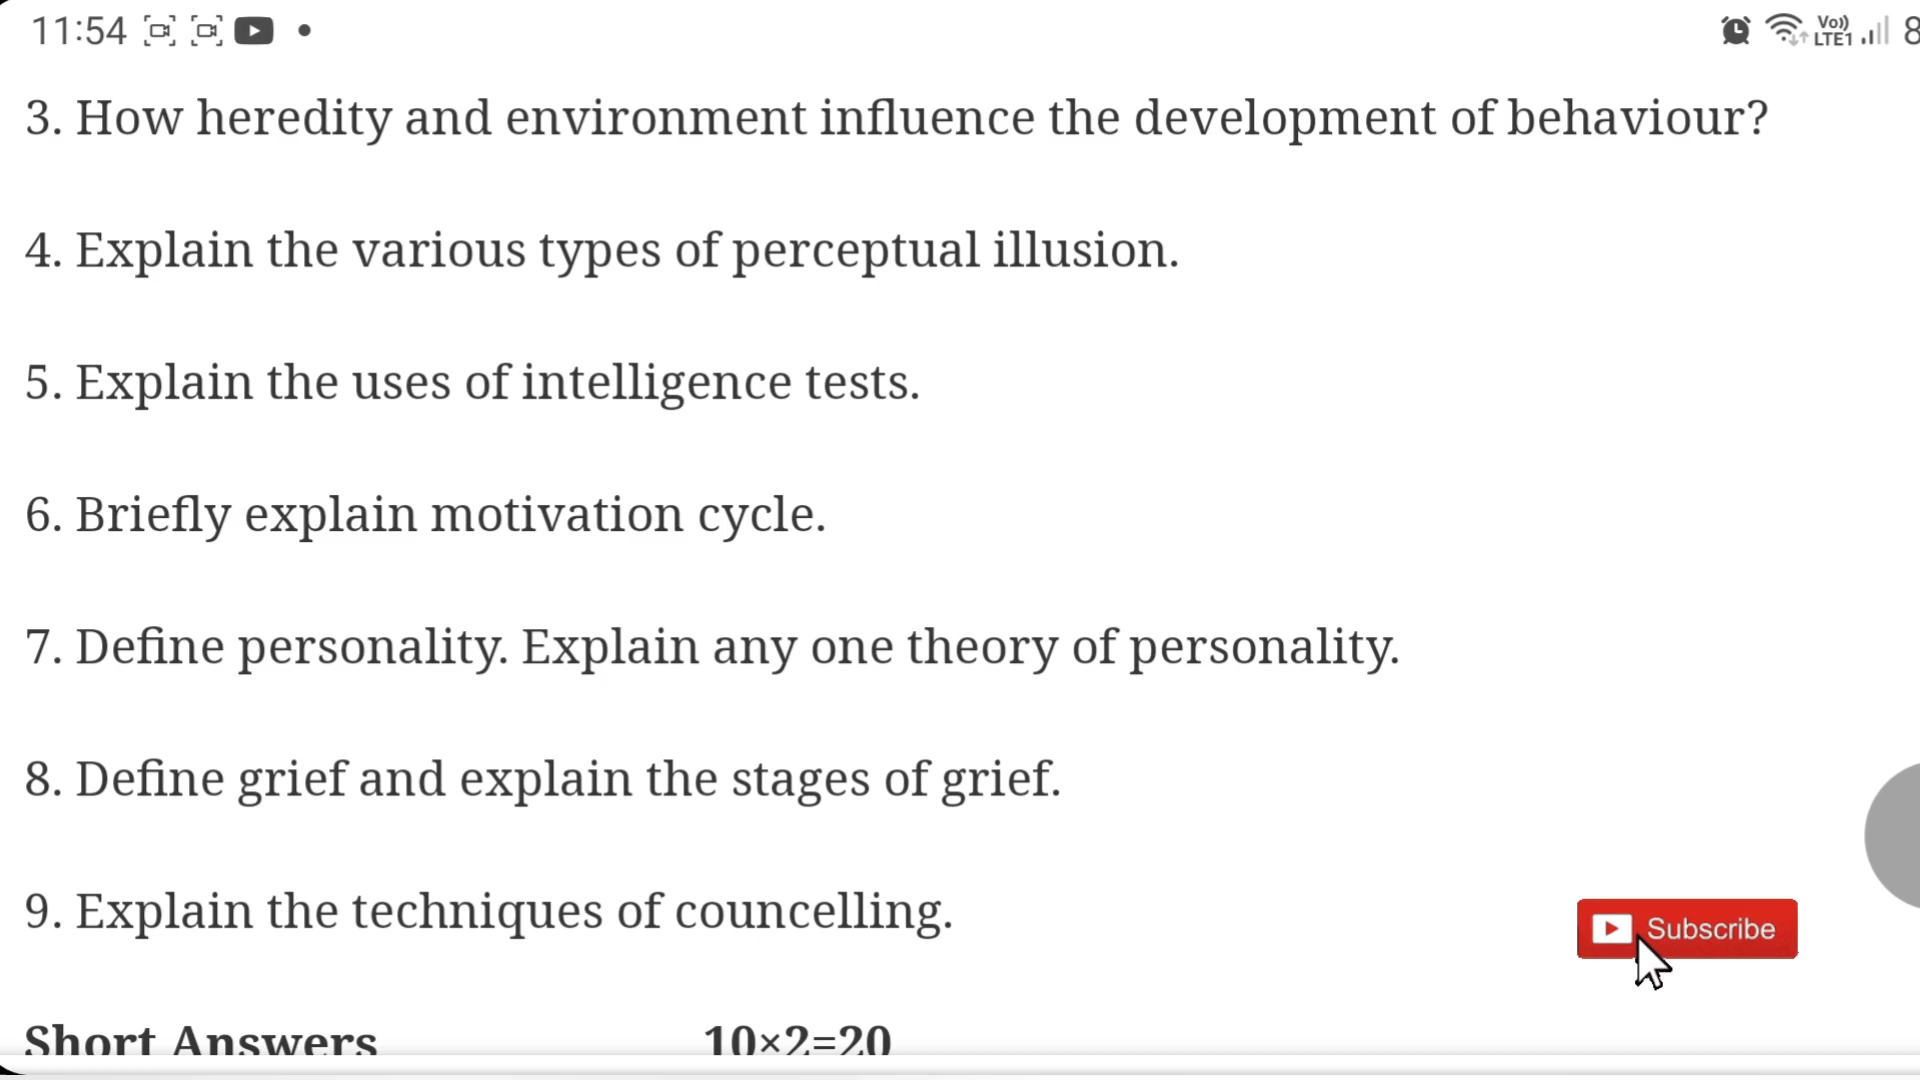 11:54
Vo)) LTE1 8
3. How heredity and environment influence the development of behaviour?
4. Explain the various types of perceptual illusion.
5. Explain the uses of intelligence tests.
6. Briefly explain motivation cycle.
7. Define personality. Explain any one theory of personality.
8. Define grief and explain the stages of grief.
9. Explain the techniques of councelling.
Subscribe
Short Answers 10×2=20